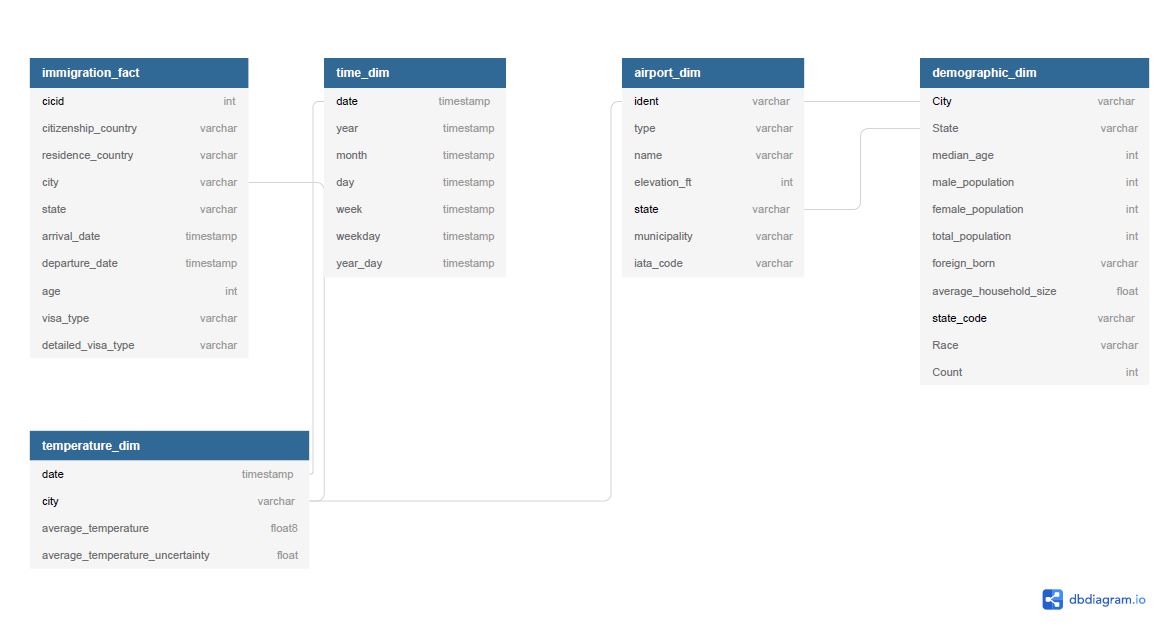 immigration_fact
cicid int
citizenship_country varchar
residence_country varchar
city varchar
state varchar
arrival_date timestamp
departure_date timestamp
age int
visa_type varchar
detailed_visa_type varchar
time_dim
date timestamp
year timestamp
month timestamp
day timestamp
week timestamp
weekday timestamp
year_day timestamp
airport_dim
ident varchar
type varchar
name varchar
elevation_ft int
state varchar
municipality varchar
iata_code varchar
demographic_dim
City varchar
State varchar
median_age int
male_population int
female_population int
total_population int
foreign_born varchar
average_household_size float
state_code varchar
Race varchar
Count int
temperature_dim
date timestamp
city varchar
average_temperature float8
average_temperature_uncertainty float
dbdiagram.io